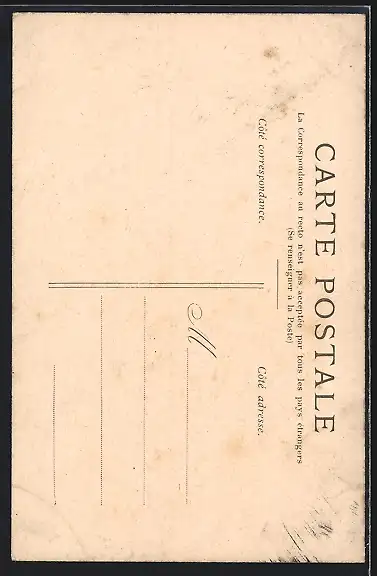 CARTE POSTALE
La Correspondance au recto n'est pas acceptée par tous les pays étrangers
(Se renseigner à la Poste)
Côté correspondance.
Côté adresse.
M